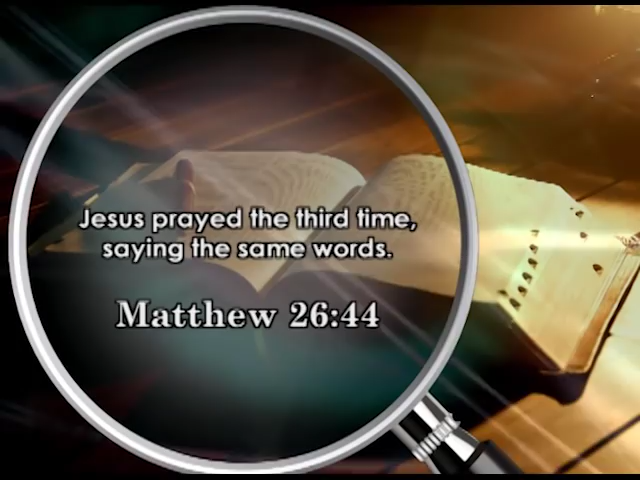 Jesus prayed the third time,
saying the same words.
Matthew 26:44